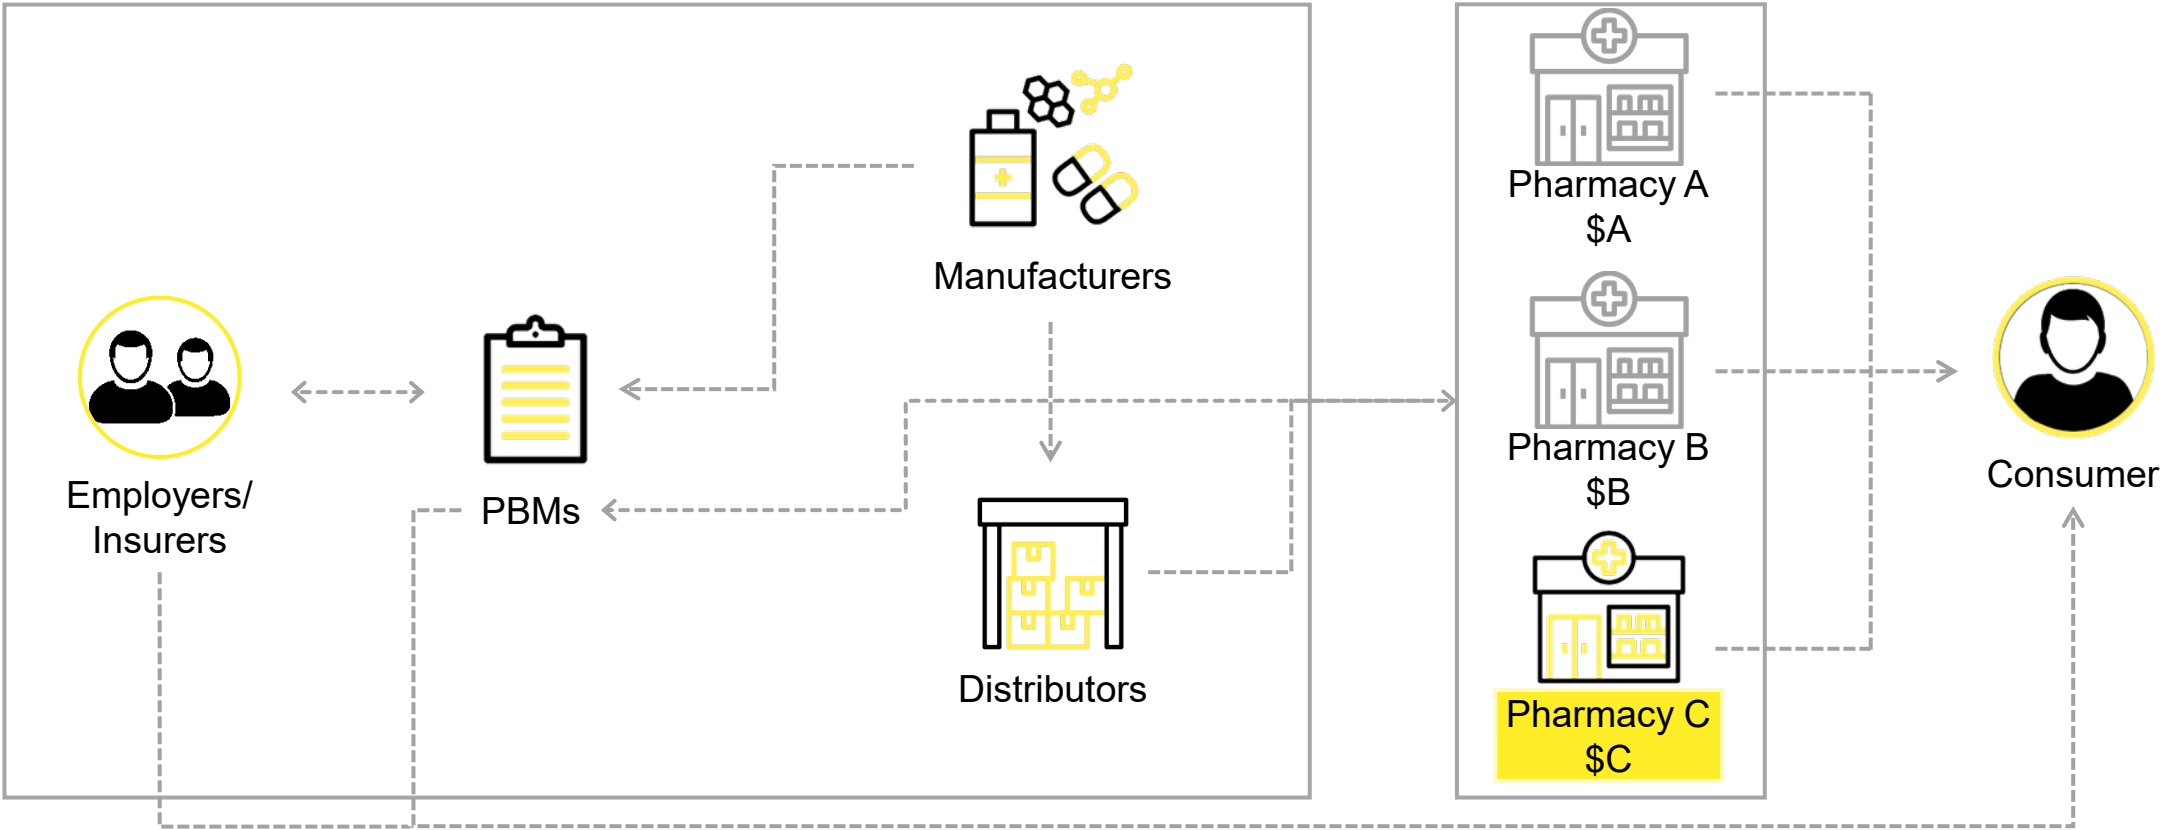 Pharmacy A
$A
Manufacturers
Pharmacy B
$B
Consumer
Employers/
Insurers
PBMs
Distributors
Pharmacy C
$C